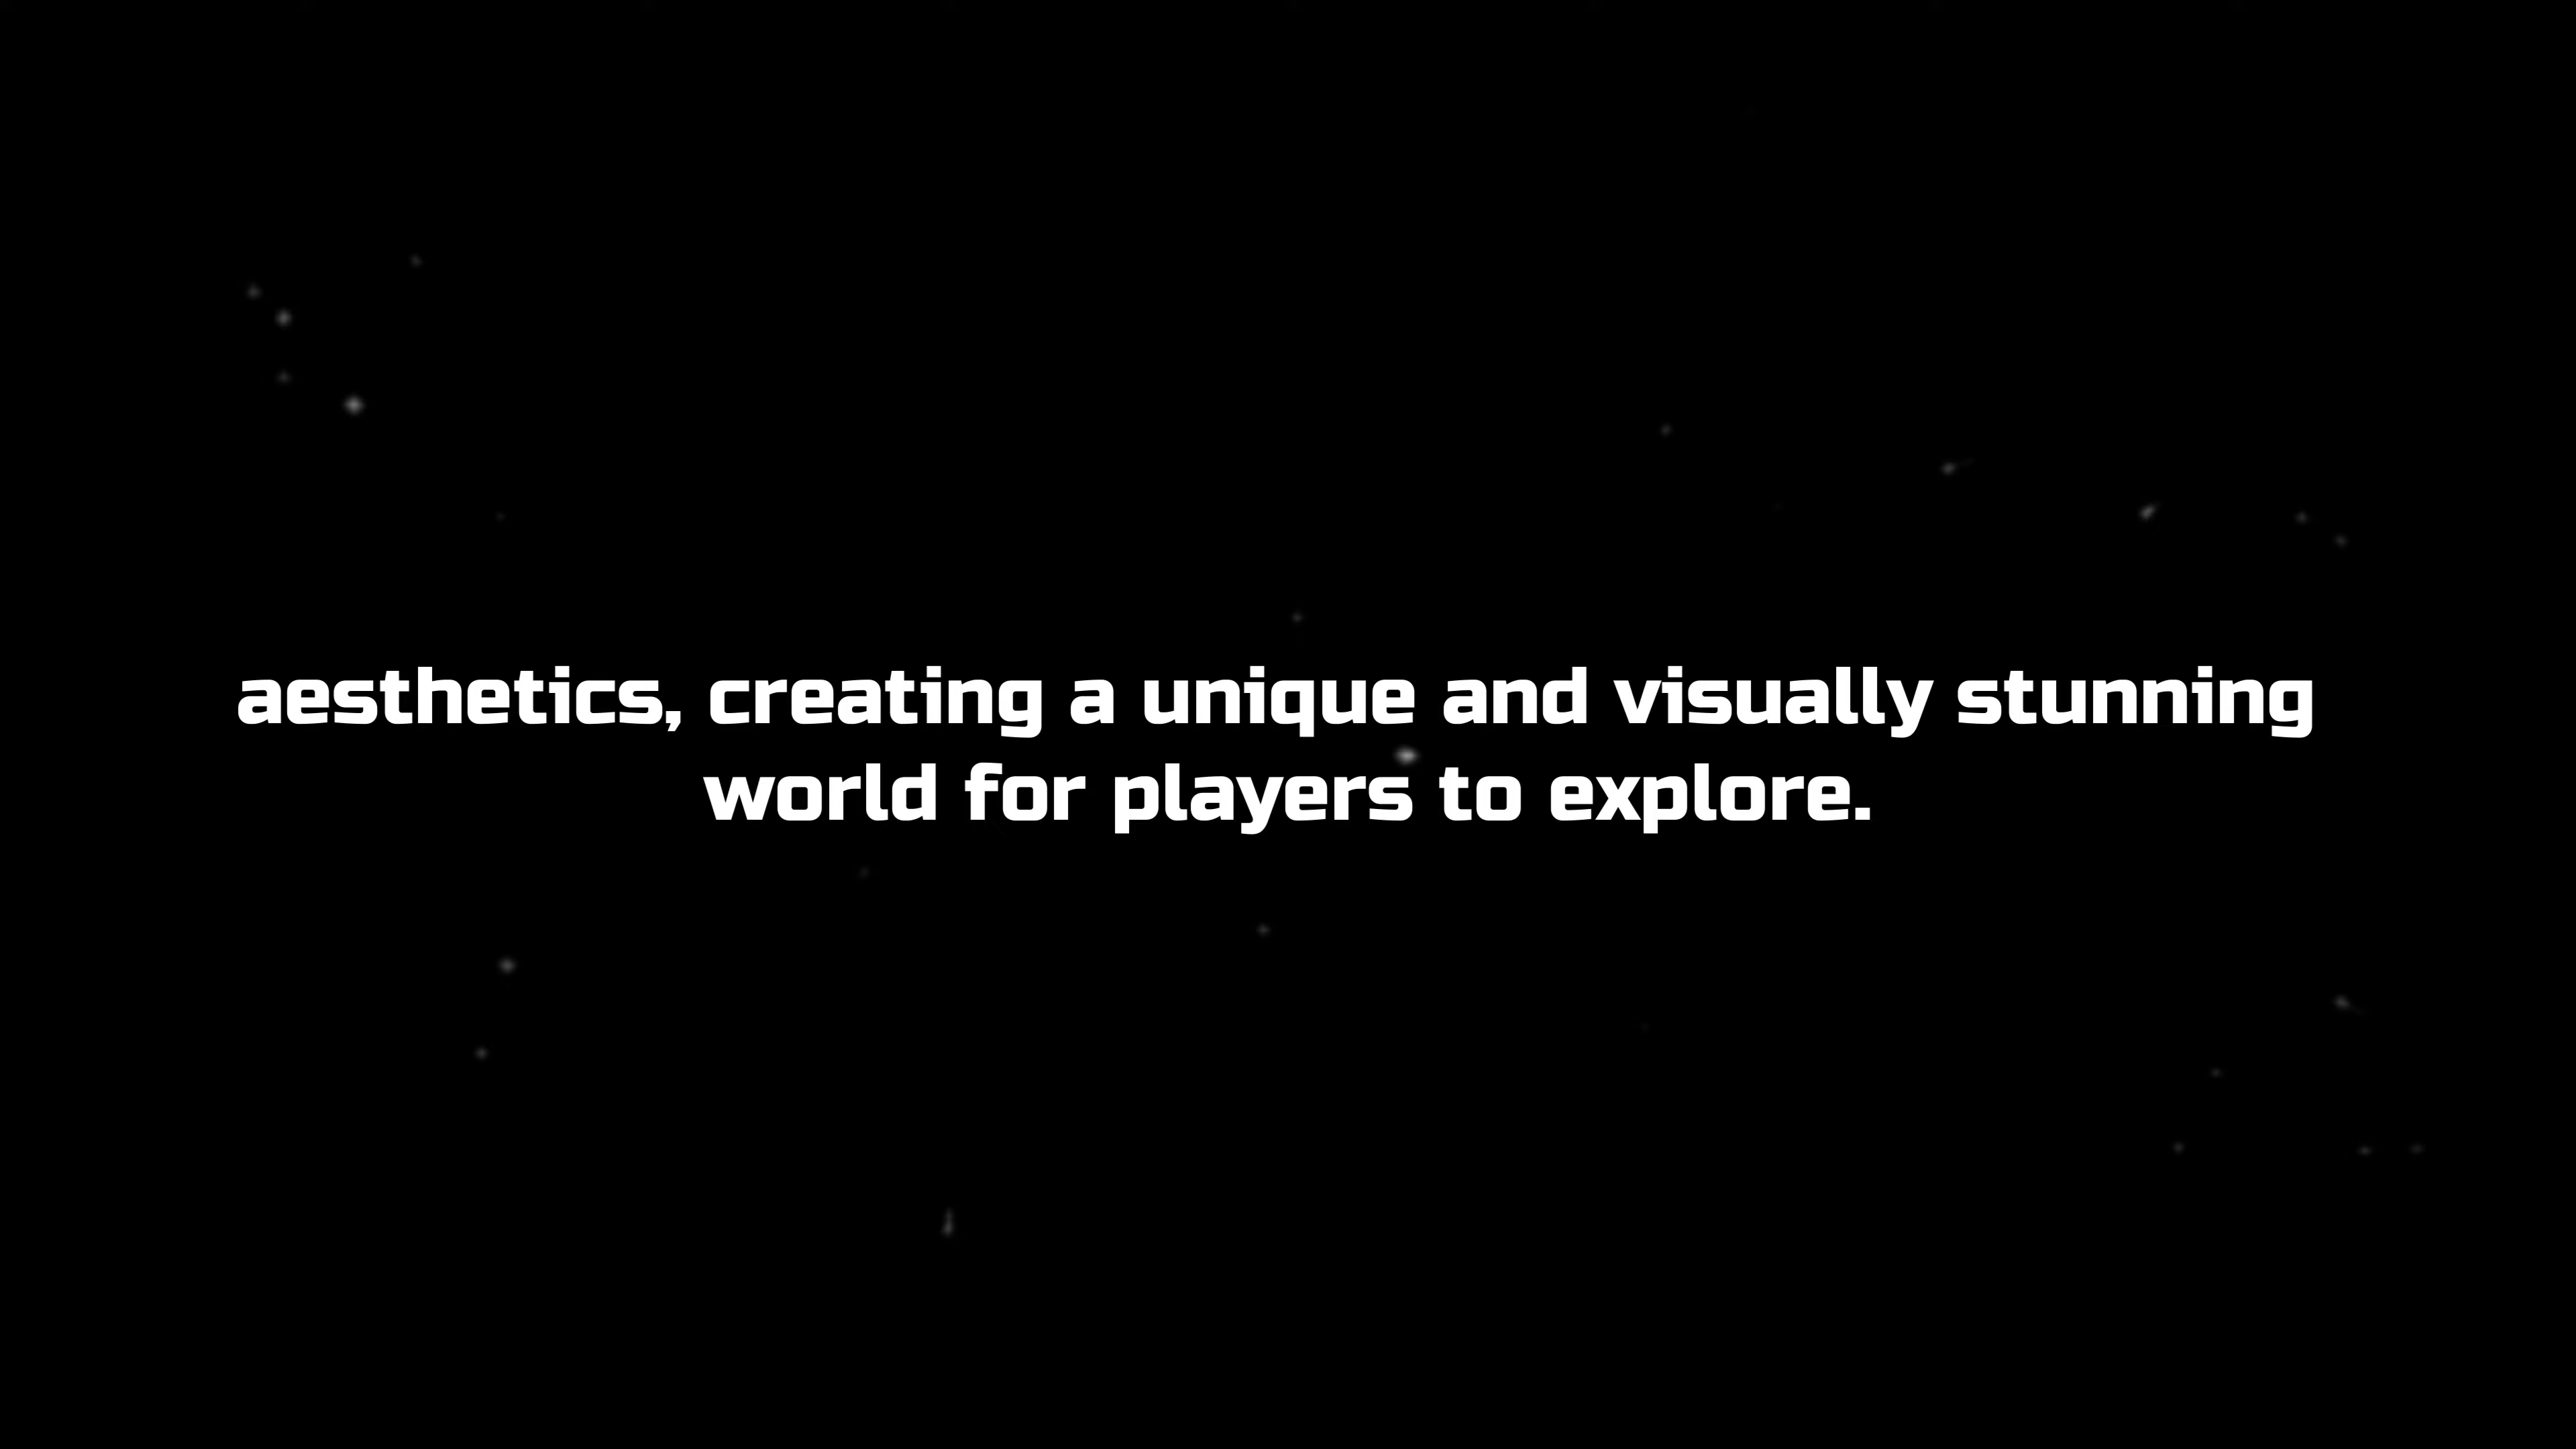 aesthetics, creating a unique and visually stunning
world for players to explore.